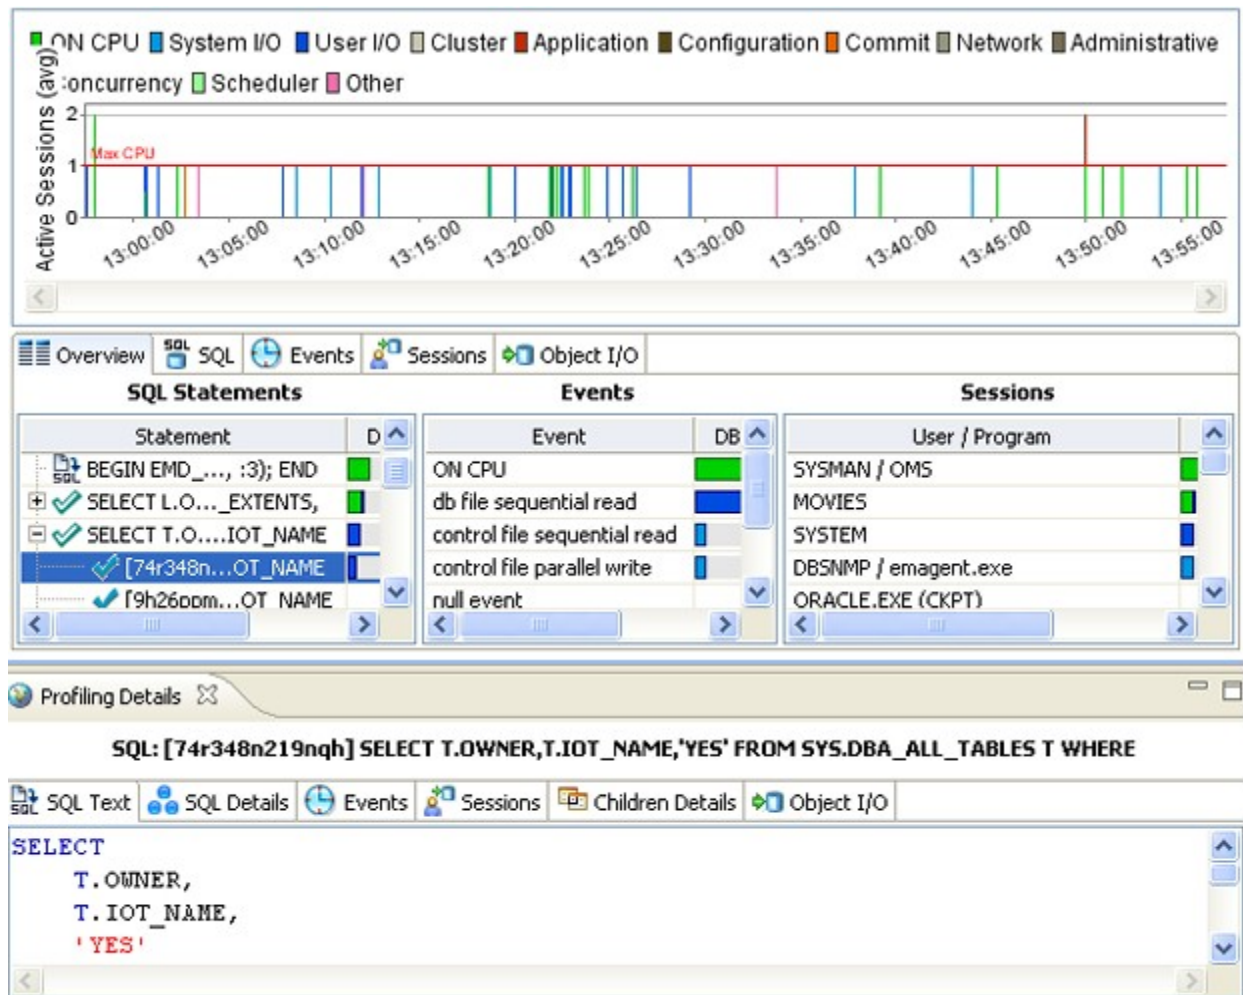 ON CPU System I/O User I/O Cluster Application Configuration Commit Network Administrative
oncurrency Scheduler Other
Active Sessions (avg)
2
Max CPU
1
0
13:00:00 13:05:00 13:10:00 13:15:00 13:20:00 13:25:00 13:30:00 13:35:00 13:40:00 13:45:00 13:50:00 13:55:00
Overview SQL Events Sessions Object I/O
SQL Statements Events Sessions
Statement D Event DB User / Program
BEGIN EMD_..., :3); END ON CPU SYSMAN / OMS
SELECT L.O..._EXTENTS, db file sequential read MOVIES
SELECT T.O....IOT_NAME control file sequential read SYSTEM
[74r348n...OT_NAME control file parallel write DBSNMP / emagent.exe
[9h26ppm...OT_NAME null event ORACLE.EXE (CKPT)
Profiling Details
SQL: [74r348n219nqh] SELECT T.OWNER,T.IOT_NAME,'YES' FROM SYS.DBA_ALL_TABLES T WHERE
SQL Text SQL Details Events Sessions Children Details Object I/O
SELECT
T.OWNER,
T.IOT_NAME,
'YES'